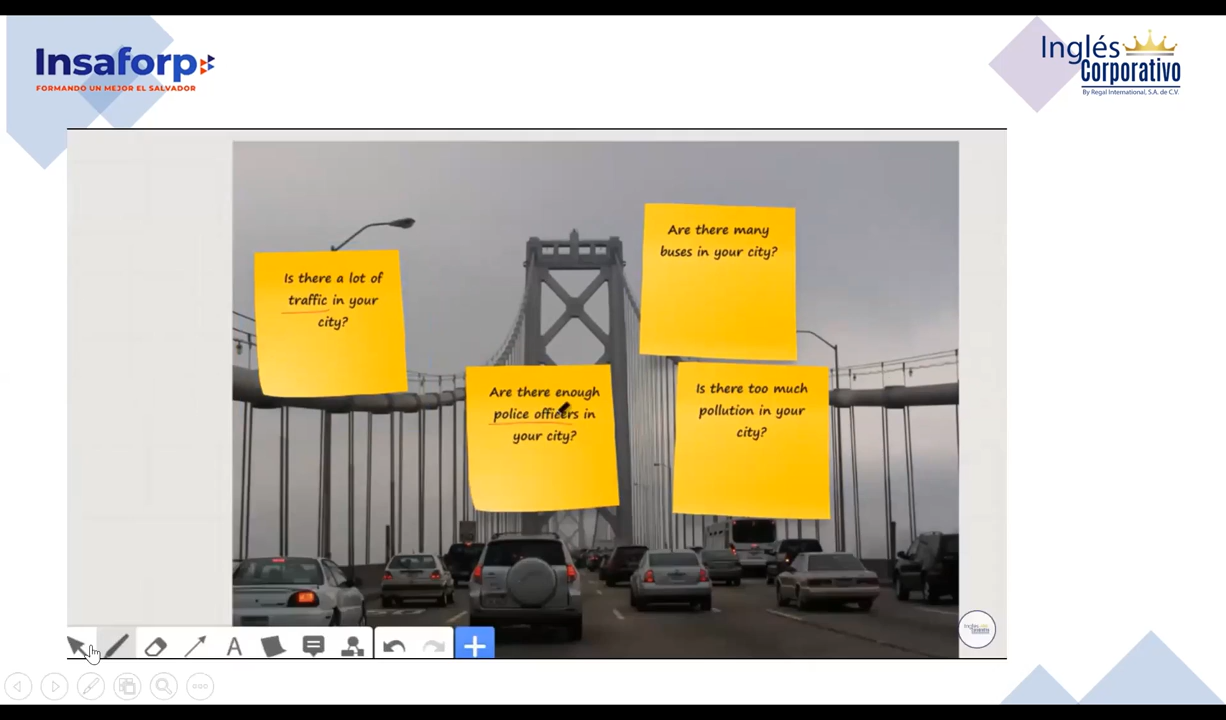 Insaforp
FORMANDO UN MEJOR EL SALVADOR
Inglés
Corporativo
By Regal International, S.A. de C.V.
Is there a lot of
traffic in your
city?
Are there enough
police officers in
your city?
Are there many
buses in your city?
Is there too much
pollution in your
city?
A